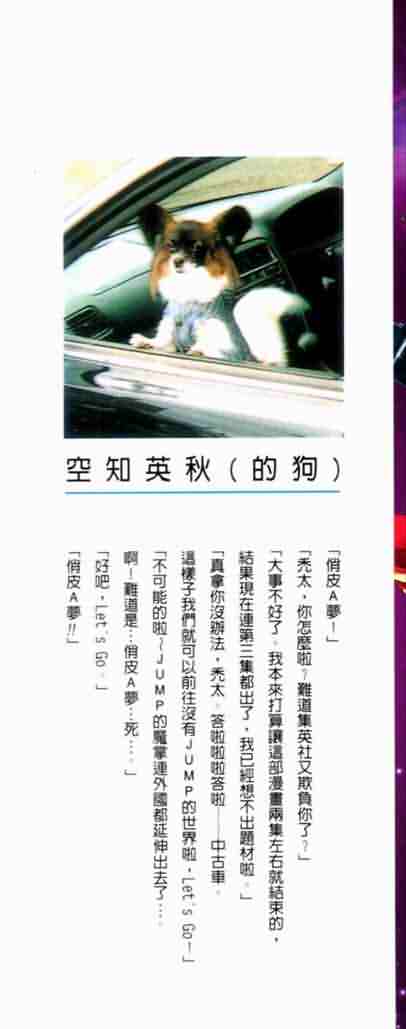 空知英秋(的狗)
「俏皮A夢！」
「禿太，你怎麼啦？難道集英社又欺負你了？」
「大事不好了。我本來打算讓這部漫畫兩集左右就結束的，
結果現在連第三集都出了，我已經想不出題材啦。」
「真拿你沒辦法，禿太。答啦啦啦答啦——中古車。
這樣子我們就可以前往沒有JUMP的世界啦，Let's Go！」
「不可能的啦～JUMP的魔掌連外國都延伸出去了…。
啊！難道是…俏皮A夢…死…。」
「好吧，Let's Go。」
「俏皮A夢!!」